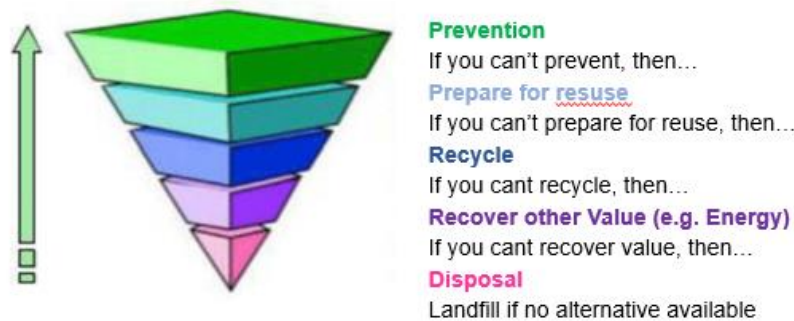 Prevention
If you can’t prevent, then…
Prepare for resuse
If you can’t prepare for reuse, then…
Recycle
If you cant recycle, then…
Recover other Value (e.g. Energy)
If you cant recover value, then…
Disposal
Landfill if no alternative available